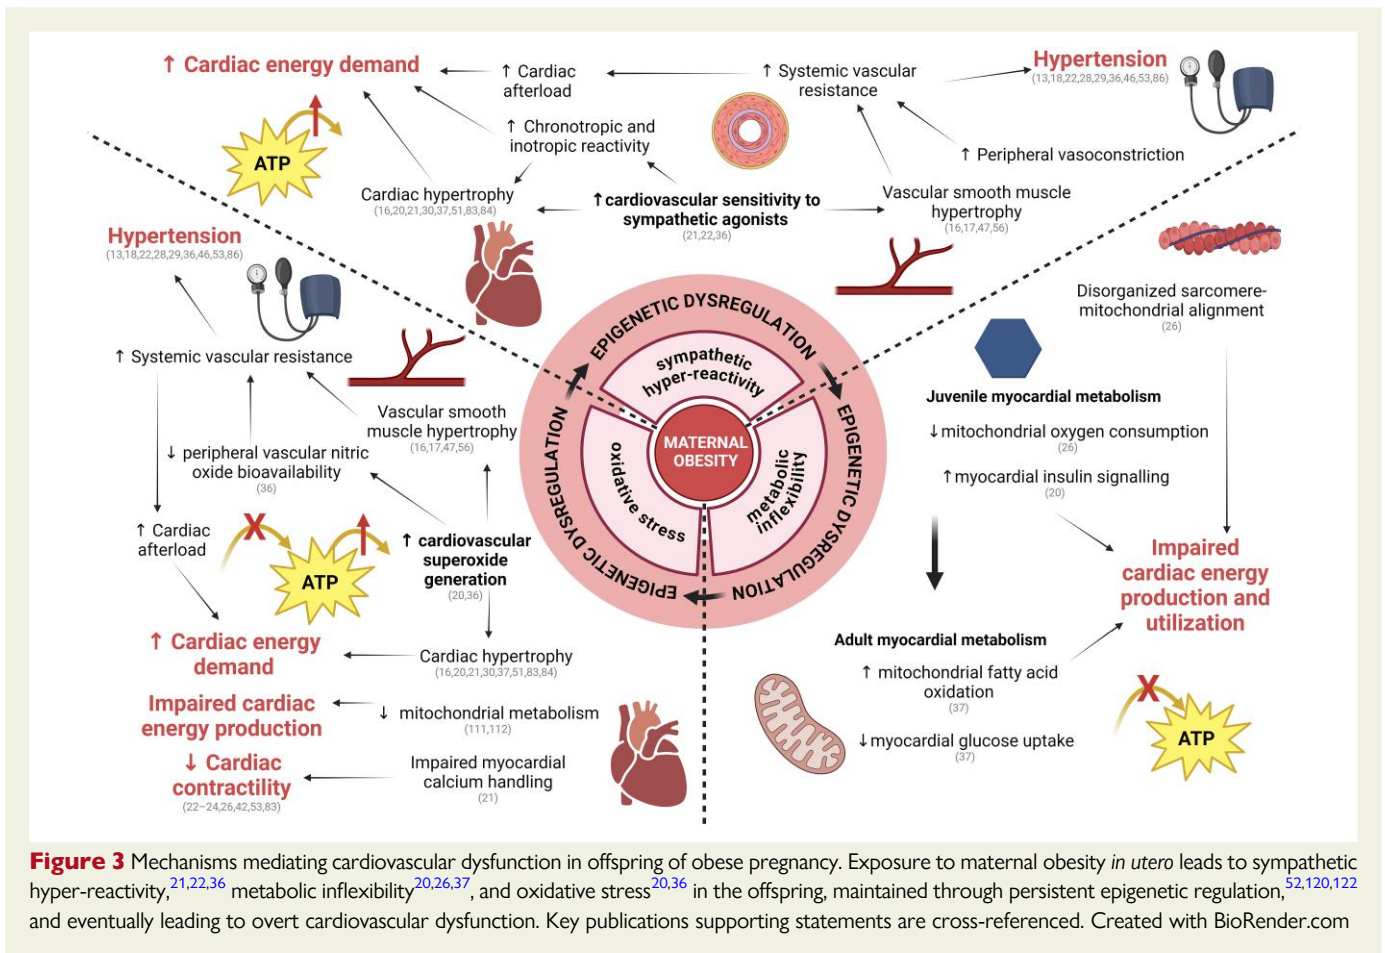 ↑ Cardiac energy demand
↑ Cardiac
afterload
↑ Systemic vascular
resistance
Hypertension
(13,18,22,28,29,36,46,53,86)
ATP
↑ Chronotropic and
inotropic reactivity
↑ Peripheral vasoconstriction
Cardiac hypertrophy
(16,20,21,30,37,51,83,84)
↑cardiovascular sensitivity to
sympathetic agonists
(21,22,36)
Vascular smooth muscle
hypertrophy
(16,17,47,56)
Hypertension
(13,18,22,28,29,36,46,53,86)
↑ Systemic vascular resistance
Vascular smooth
muscle hypertrophy
(16,17,47,56)
↓ peripheral vascular nitric
oxide bioavailability
(36)
↑ Cardiac
afterload
X
ATP
↑ cardiovascular
superoxide
generation
(20,36)
↑ Cardiac energy
demand
Cardiac hypertrophy
(16,20,21,30,37,51,83,84)
Impaired cardiac
energy production
↓ mitochondrial metabolism
(111,112)
↓ Cardiac
contractility
(22–24,26,42,53,83)
Impaired myocardial
calcium handling
(21)
EPIGENETIC DYSREGULATION
EPIGENETIC DYSREGULATION
EPIGENETIC DYSREGULATION
sympathetic
hyper-reactivity
metabolic
inflexibility
oxidative stress
MATERNAL
OBESITY
Disorganized sarcomere-
mitochondrial alignment
(26)
Juvenile myocardial metabolism
↓mitochondrial oxygen consumption
(26)
↑myocardial insulin signalling
(20)
Impaired
cardiac energy
production and
utilization
Adult myocardial metabolism
↑ mitochondrial fatty acid
oxidation
(37)
↓myocardial glucose uptake
(37)
X
ATP
Figure 3 Mechanisms mediating cardiovascular dysfunction in offspring of obese pregnancy. Exposure to maternal obesity in utero leads to sympathetic
hyper-reactivity,21,22,36 metabolic inflexibility20,26,37, and oxidative stress20,36 in the offspring, maintained through persistent epigenetic regulation,52,120,122
and eventually leading to overt cardiovascular dysfunction. Key publications supporting statements are cross-referenced. Created with BioRender.com